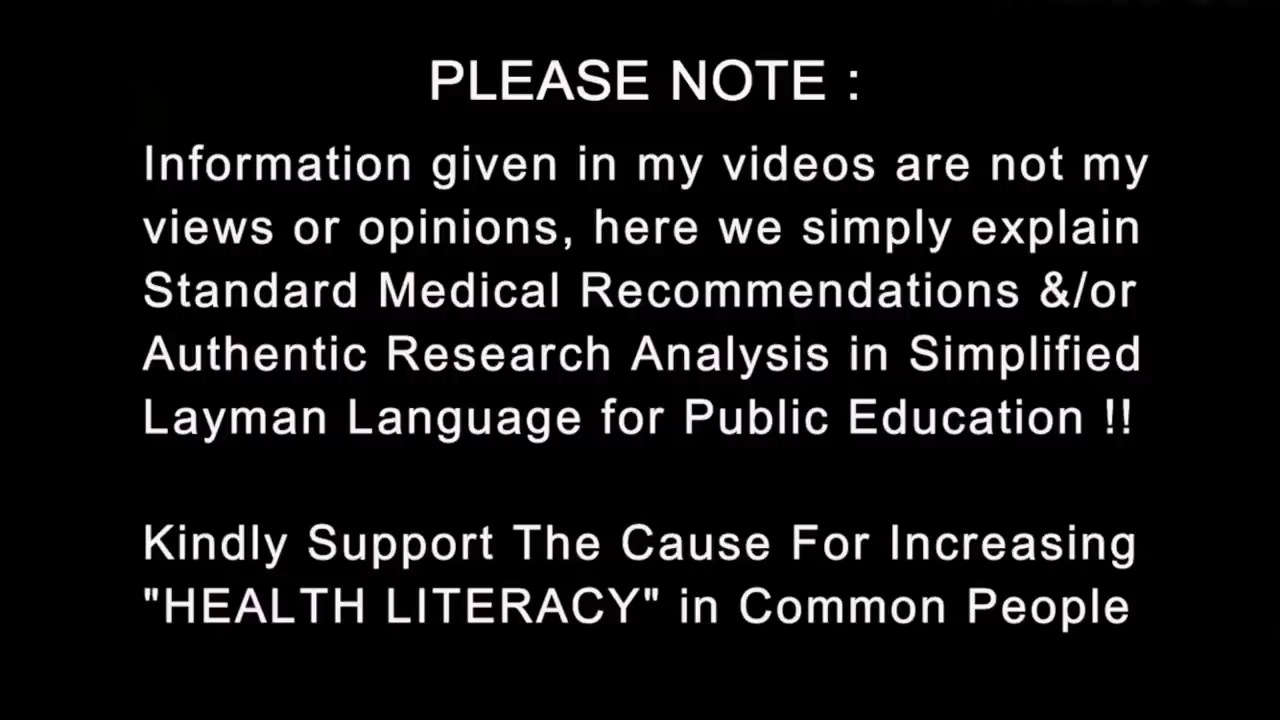 PLEASE NOTE :
Information given in my videos are not my
views or opinions, here we simply explain
Standard Medical Recommendations &/or
Authentic Research Analysis in Simplified
Layman Language for Public Education !!
Kindly Support The Cause For Increasing
"HEALTH LITERACY" in Common People